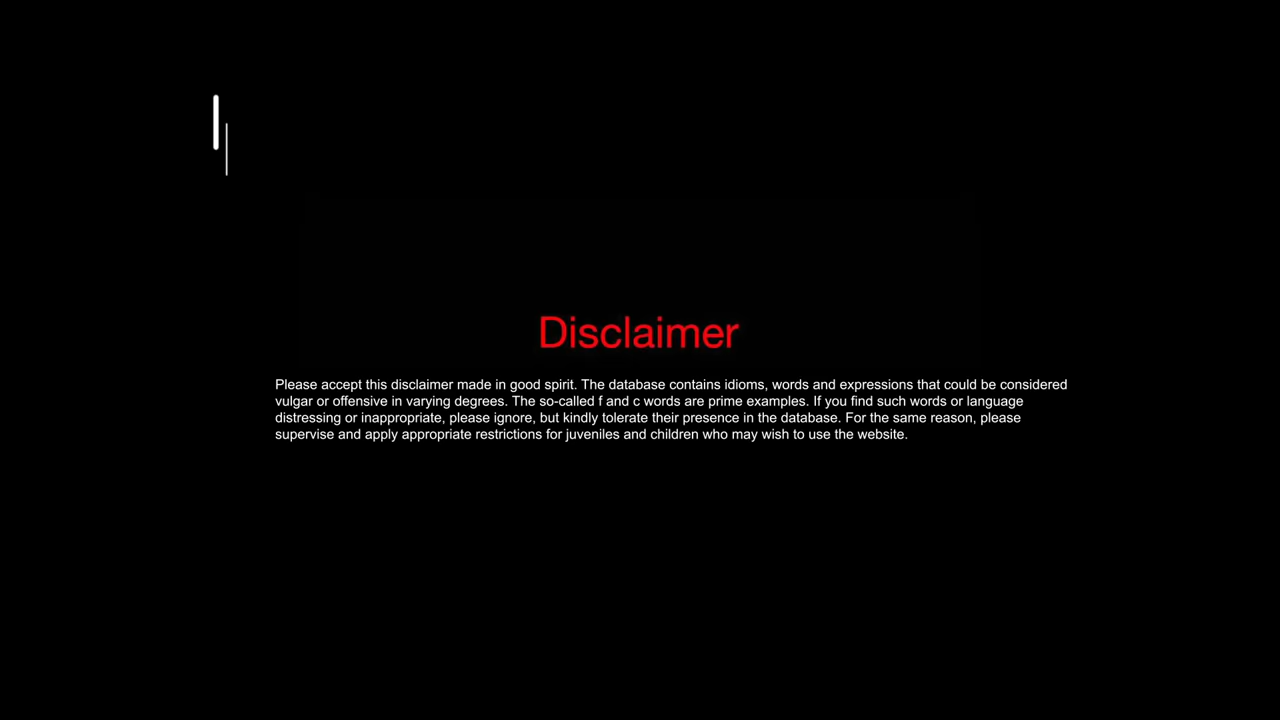 Disclaimer
Please accept this disclaimer made in good spirit. The database contains idioms, words and expressions that could be considered
vulgar or offensive in varying degrees. The so-called f and c words are prime examples. If you find such words or language
distressing or inappropriate, please ignore, but kindly tolerate their presence in the database. For the same reason, please
supervise and apply appropriate restrictions for juveniles and children who may wish to use the website.